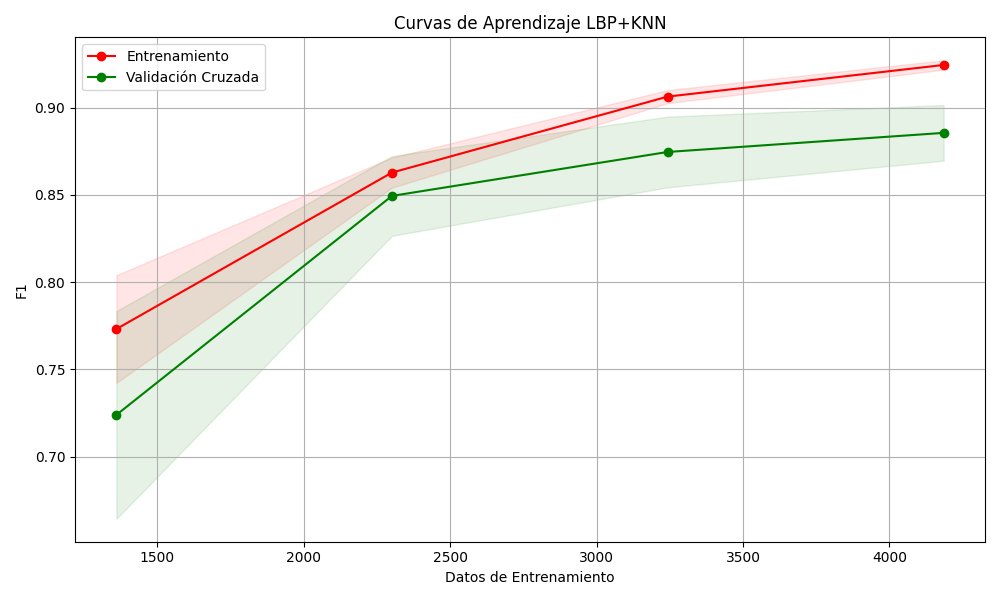 Curvas de Aprendizaje LBP+KNN
Entrenamiento
Validación Cruzada
F1
0.90
0.85
0.80
0.75
0.70
1500 2000 2500 3000 3500 4000
Datos de Entrenamiento